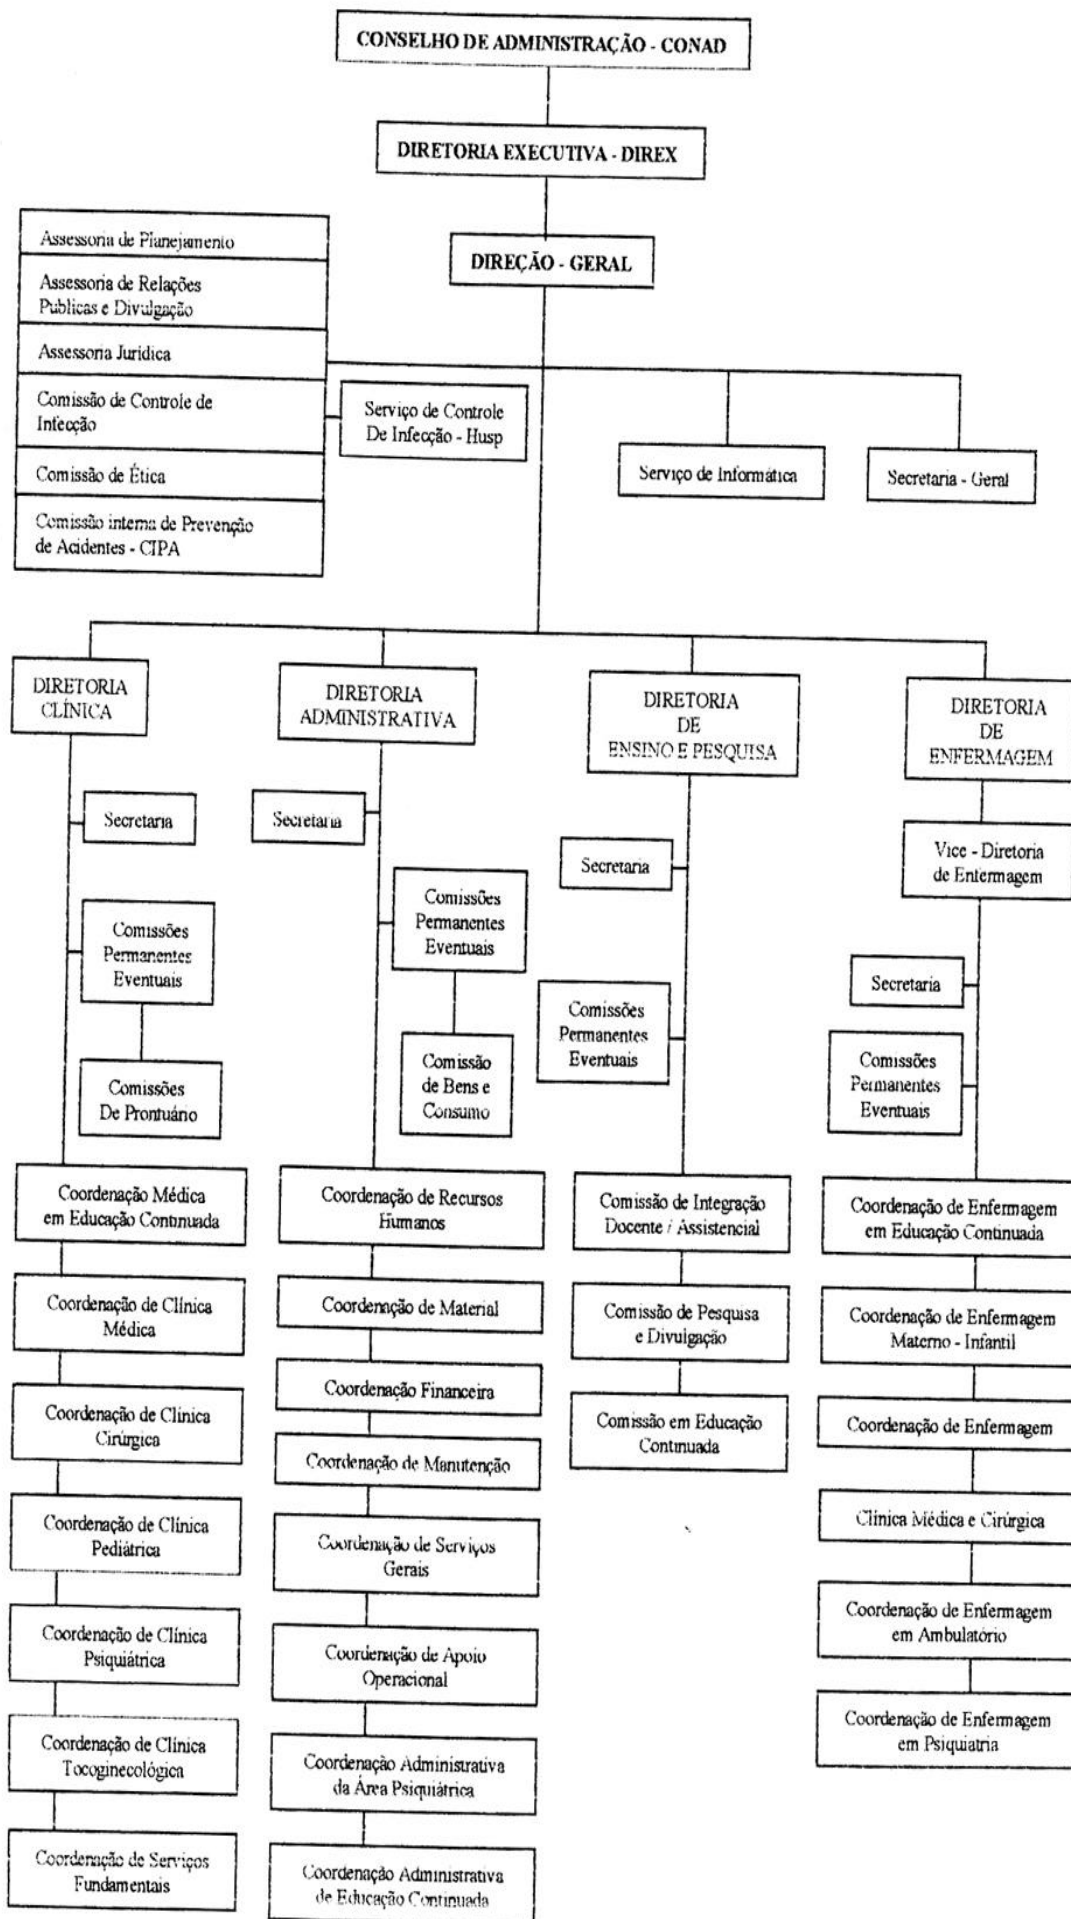 CONSELHO DE ADMINISTRAÇÃO - CONAD
DIRETORIA EXECUTIVA - DIREX
DIREÇÃO - GERAL
Assessoria de Planejamento
Assessoria de Relações
Publicas e Divulgação
Assessoria Jurídica
Comissão de Controle de
Infecção
Comissão de Ética
Comissão interna de Prevenção
de Acidentes - CIPA
Serviço de Controle
De Infecção - Husp
Serviço de Informática
Secretaria - Geral
DIRETORIA
CLÍNICA
Secretaria
Comissões
Permanentes
Eventuais
Comissões
De Prontuário
Coordenação Médica
em Educação Continuada
Coordenação de Clínica
Médica
Coordenação de Clinica
Cirúrgica
Coordenação de Clínica
Pediátrica
Coordenação de Clínica
Psiquiátrica
Coordenação de Clínica
Tocoginecológica
Coordenação de Serviços
Fundamentais
DIRETORIA
ADMINISTRATIVA
Secretaria
Comissões
Permanentes
Eventuais
Comissão
de Bens e
Consumo
Coordenação de Recursos
Humanos
Coordenação de Material
Coordenação Financeira
Coordenação de Manutenção
Coordenação de Serviços
Gerais
Coordenação de Apoio
Operacional
Coordenação Administrativa
da Área Psiquiátrica
Coordenação Administrativa
de Educação Continuada
DIRETORIA
DE
ENSINO E PESQUISA
Secretaria
Comissões
Permanentes
Eventuais
Comissão de Integração
Docente / Assistencial
Comissão de Pesquisa
e Divulgação
Comissão em Educação
Continuada
DIRETORIA
DE
ENFERMAGEM
Vice - Diretoria
de Enfermagem
Secretaria
Comissões
Permanentes
Eventuais
Coordenação de Enfermagem
em Educação Continuada
Coordenação de Enfermagem
Materno - Infantil
Coordenação de Enfermagem
Clínica Médica e Cirúrgica
Coordenação de Enfermagem
em Ambulatório
Coordenação de Enfermagem
em Psiquiatria